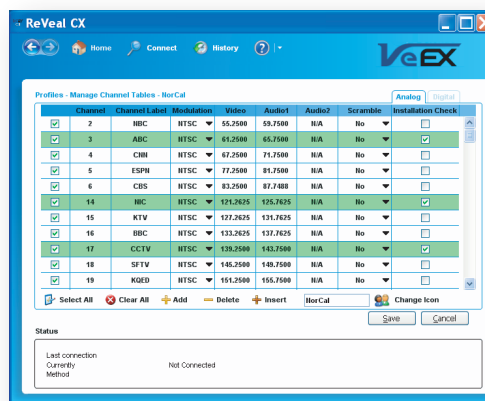 ReVeal CX
Home Connect History ?
VeEX
Profiles - Manage Channel Tables - NorCal
Analog Digital
Channel Channel Label Modulation Video Audio1 Audio2 Scramble Installation Check
2 NBC NTSC 55.2500 59.7500 N/A No
3 ABC NTSC 61.2500 65.7500 N/A No
4 CNN NTSC 67.2500 71.7500 N/A No
5 ESPN NTSC 77.2500 81.7500 N/A No
6 CBS NTSC 83.2500 87.7488 N/A No
14 NIC NTSC 121.2625 125.7625 N/A No
15 KTV NTSC 127.2625 131.7625 N/A No
16 BBC NTSC 133.2625 137.7625 N/A No
17 CCTV NTSC 139.2500 143.7500 N/A No
18 SFTV NTSC 145.2500 149.7500 N/A No
19 KQED NTSC 151.2500 155.7500 N/A No
Select All Clear All Add Delete Insert NorCal Change Icon
Save Cancel
Status
Last connection
Currently Not Connected
Method